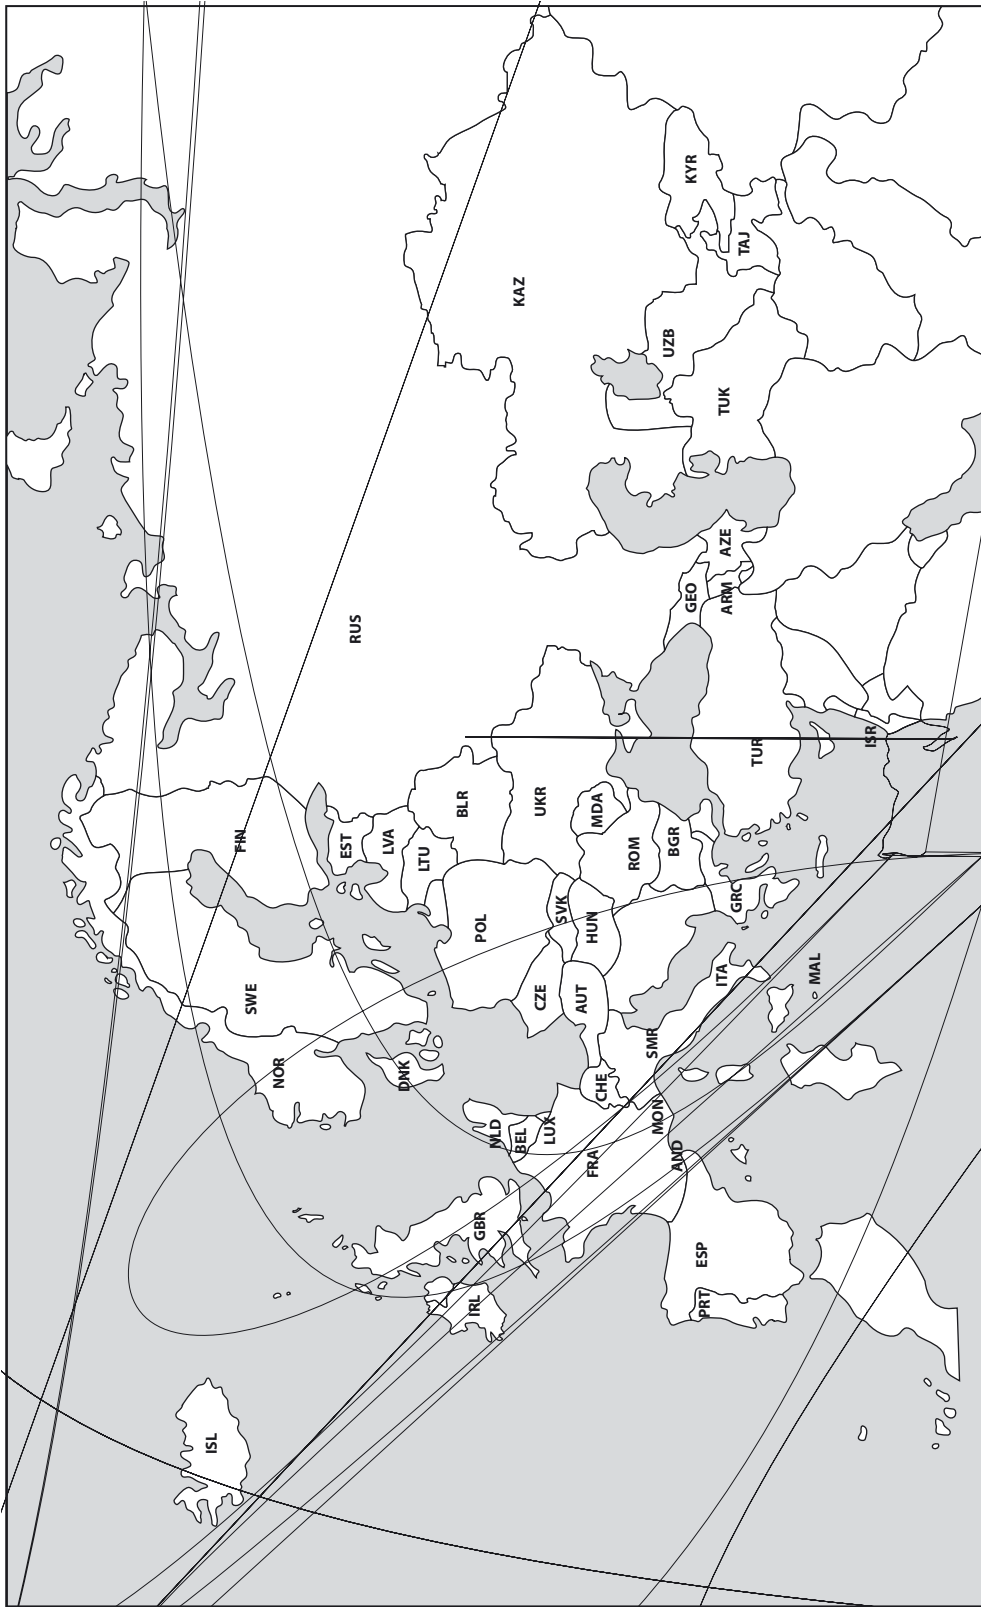 ISL
NOR
SWE
FIN
RUS
DNK
EST
LVA
LTU
BLR
IRL
GBR
NLD
BEL
LUX
POL
CZE
SVK
UKR
KAZ
FRA
CHE
AUT
HUN
MDA
ROM
MON
SMR
BGR
AND
ESP
PRT
ITA
GRC
TUR
GEO
ARM
AZE
TUK
UZB
KYR
TAJ
MAL
ISR